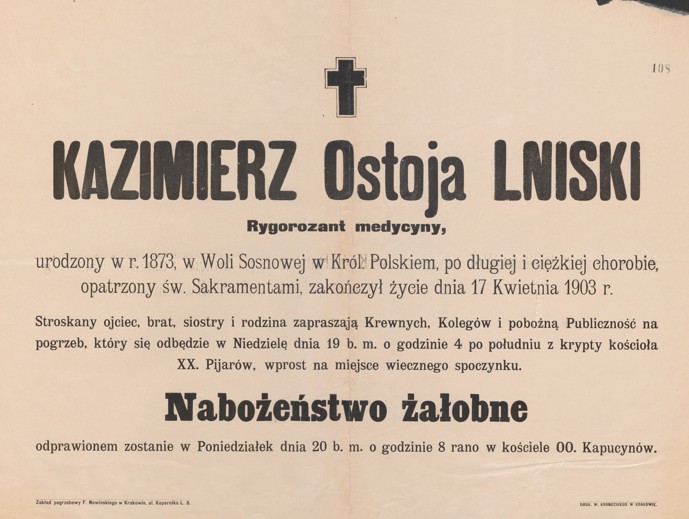 108
KAZIMIERZ Ostoja LNISKI
Rygorozant medycyny,
urodzony w r. 1873, w Woli Sosnowej w Król. Polskiem, po długiej i ciężkiej chorobie,
opatrzony św. Sakramentami, zakończył życie dnia 17 Kwietnia 1903 r.
Stroskany ojciec, brat, siostry i rodzina zapraszają Krewnych, Kolegów i pobożną Publiczność na
pogrzeb, który się odbędzie w Niedzielę dnia 19 b. m. o godzinie 4 po południu z krypty kościoła
XX. Pijarów, wprost na miejsce wiecznego spoczynku.
Nabożeństwo żałobne
odprawionem zostanie w Poniedziałek dnia 20 b. m. o godzinie 8 rano w kościele OO. Kapucynów.
Zakład pogrzebowy F. Nowińskiego w Krakowie, ul. Kopernika L. 8.
DRUK. W. KORNECKIEGO W KRAKOWIE.